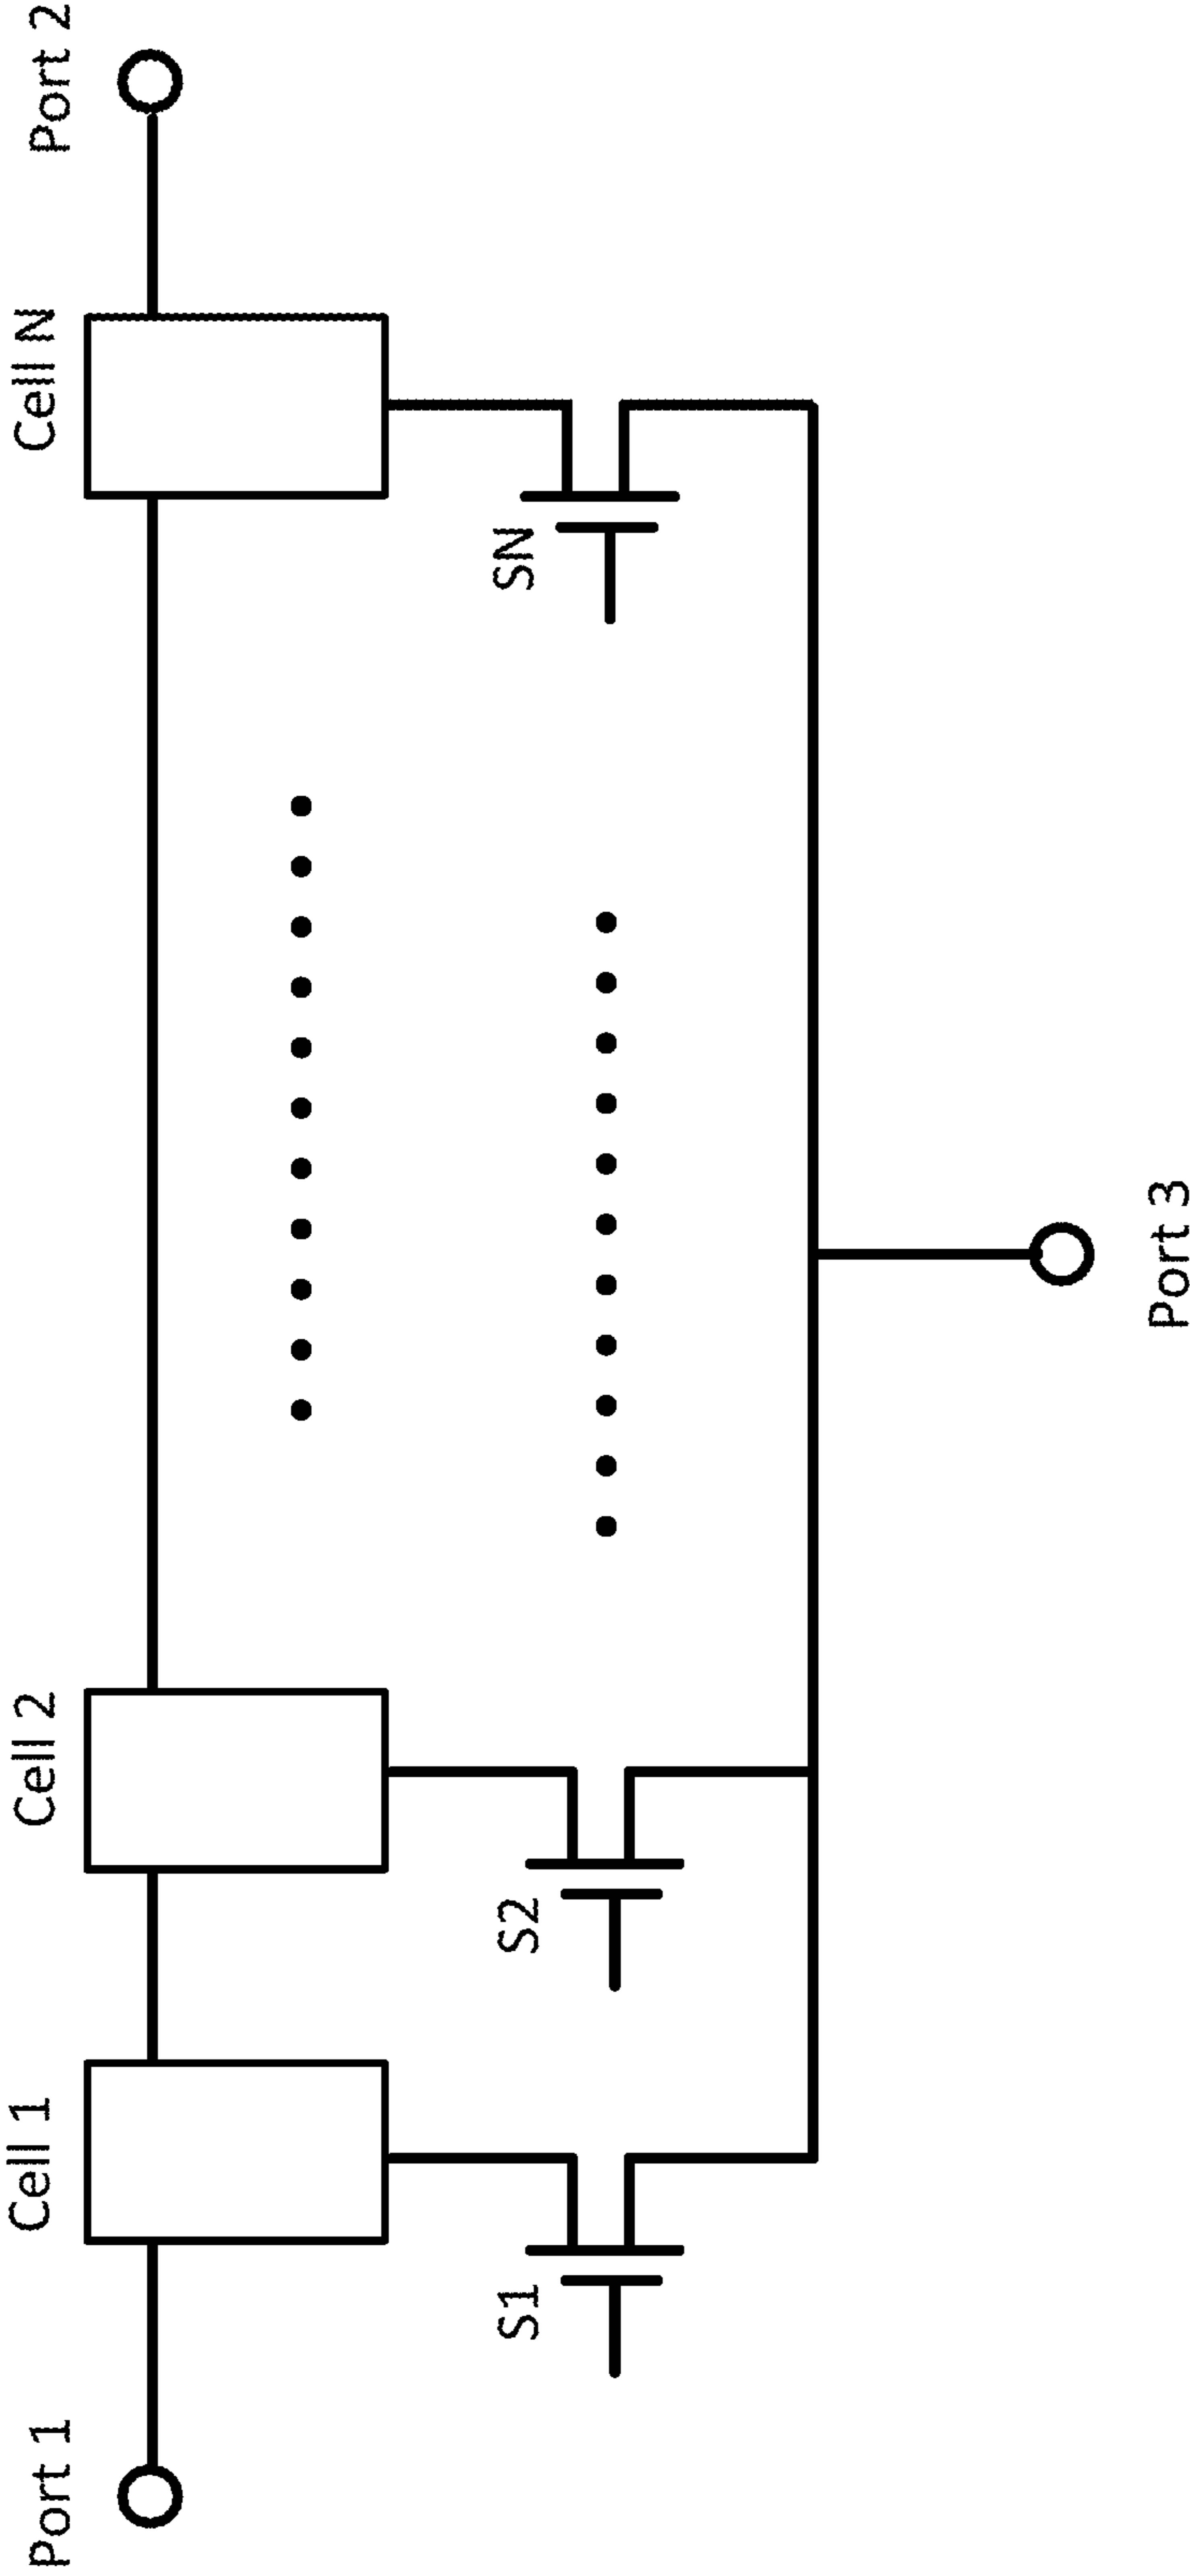 Port 1
Cell 1
Cell 2
Cell N
Port 2
S1
S2
SN
Port 3